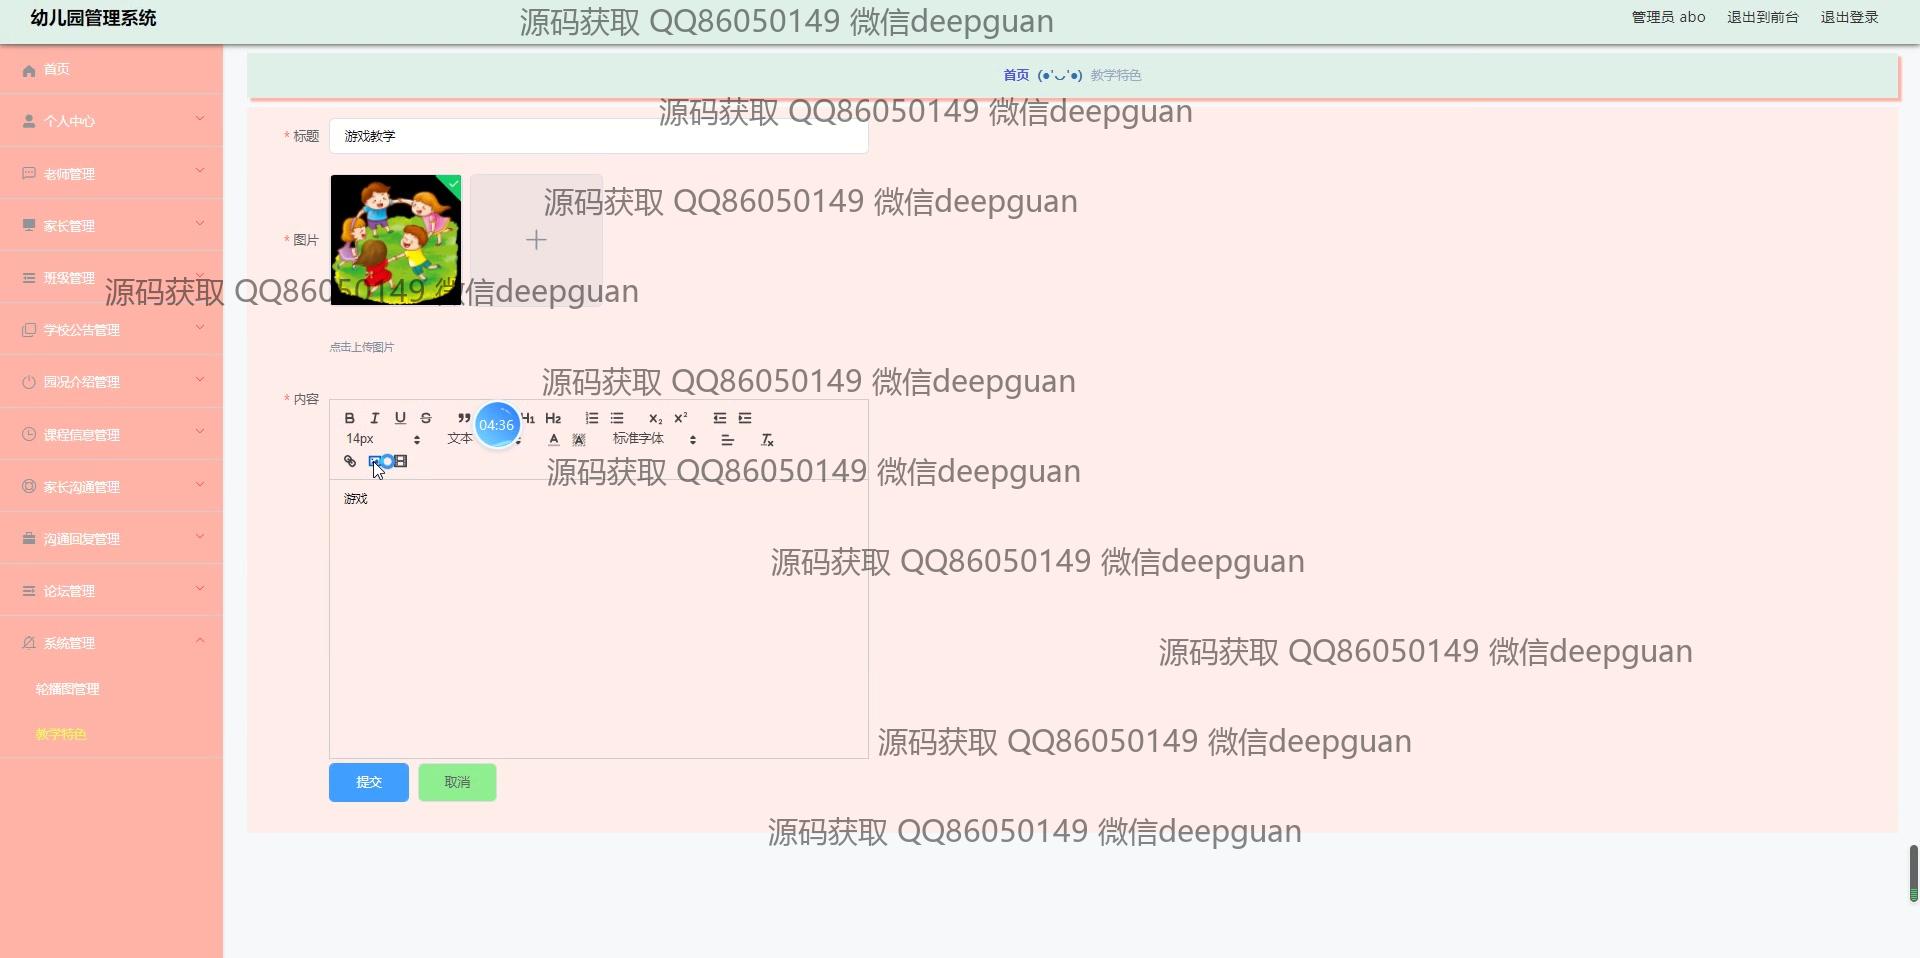 幼儿园管理系统
源码获取 QQ86050149 微信deepguan
管理员 abo 退出到前台 退出登录
首页
个人中心
老师管理
家长管理
班级管理
学校公告管理
园况介绍管理
课程信息管理
家长沟通管理
沟通回复管理
论坛管理
系统管理
轮播图管理
教学特色
首页 (●'◡'●) 教学特色
源码获取 QQ86050149 微信deepguan
* 标题 游戏教学
源码获取 QQ86050149 微信deepguan
* 图片
源码获取 QQ86050149 微信deepguan
点击上传图片
源码获取 QQ86050149 微信deepguan
* 内容
B I U S ” H1 H2 X2 X²
04:36
14px 文本 A A 标准字体 Tx
源码获取 QQ86050149 微信deepguan
游戏
源码获取 QQ86050149 微信deepguan
源码获取 QQ86050149 微信deepguan
源码获取 QQ86050149 微信deepguan
提交 取消
源码获取 QQ86050149 微信deepguan